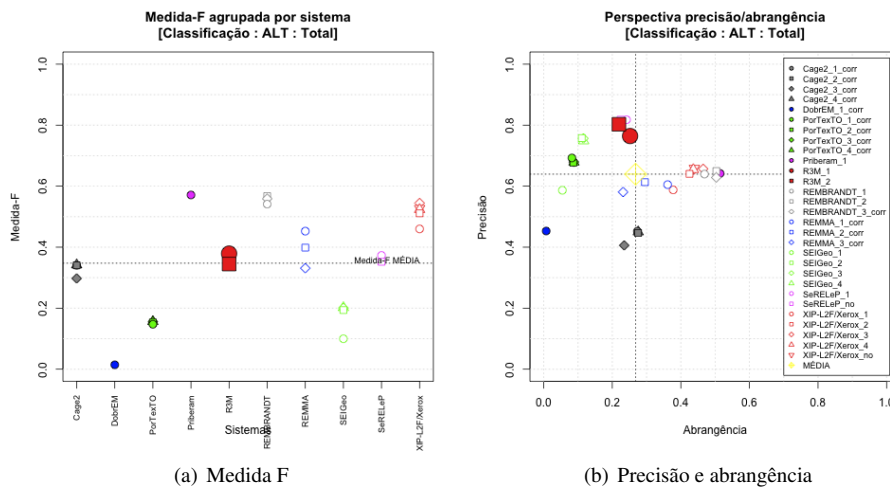 Medida-F agrupada por sistema
[Classificação : ALT : Total]
Medida-F
1.0
0.8
0.6
0.4
0.2
0.0
Medida-F MÉDIA
Cage2
DobrEM
PorTexTO
Priberam
R3M
REMBRANDT
REMMA
SEIGeo
SeRELeP
XIP-L2F/Xerox
Sistemas
(a) Medida F
Perspectiva precisão/abrangência
[Classificação : ALT : Total]
Precisão
1.0
0.8
0.6
0.4
0.2
0.0
0.0
0.2
0.4
0.6
0.8
1.0
Abrangência
Cage2_1_corr
Cage2_2_corr
Cage2_3_corr
Cage2_4_corr
DobrEM_1_corr
PorTexTO_1_corr
PorTexTO_2_corr
PorTexTO_3_corr
PorTexTO_4_corr
Priberam_1
R3M_1
R3M_2
REMBRANDT_1
REMBRANDT_2
REMBRANDT_3_corr
REMMA_1_corr
REMMA_2_corr
REMMA_3_corr
SEIGeo_1
SEIGeo_2
SEIGeo_3
SEIGeo_4
SeRELeP_1
SeRELeP_no
XIP-L2F/Xerox_1
XIP-L2F/Xerox_2
XIP-L2F/Xerox_3
XIP-L2F/Xerox_4
XIP-L2F/Xerox_no
MÉDIA
(b) Precisão e abrangência